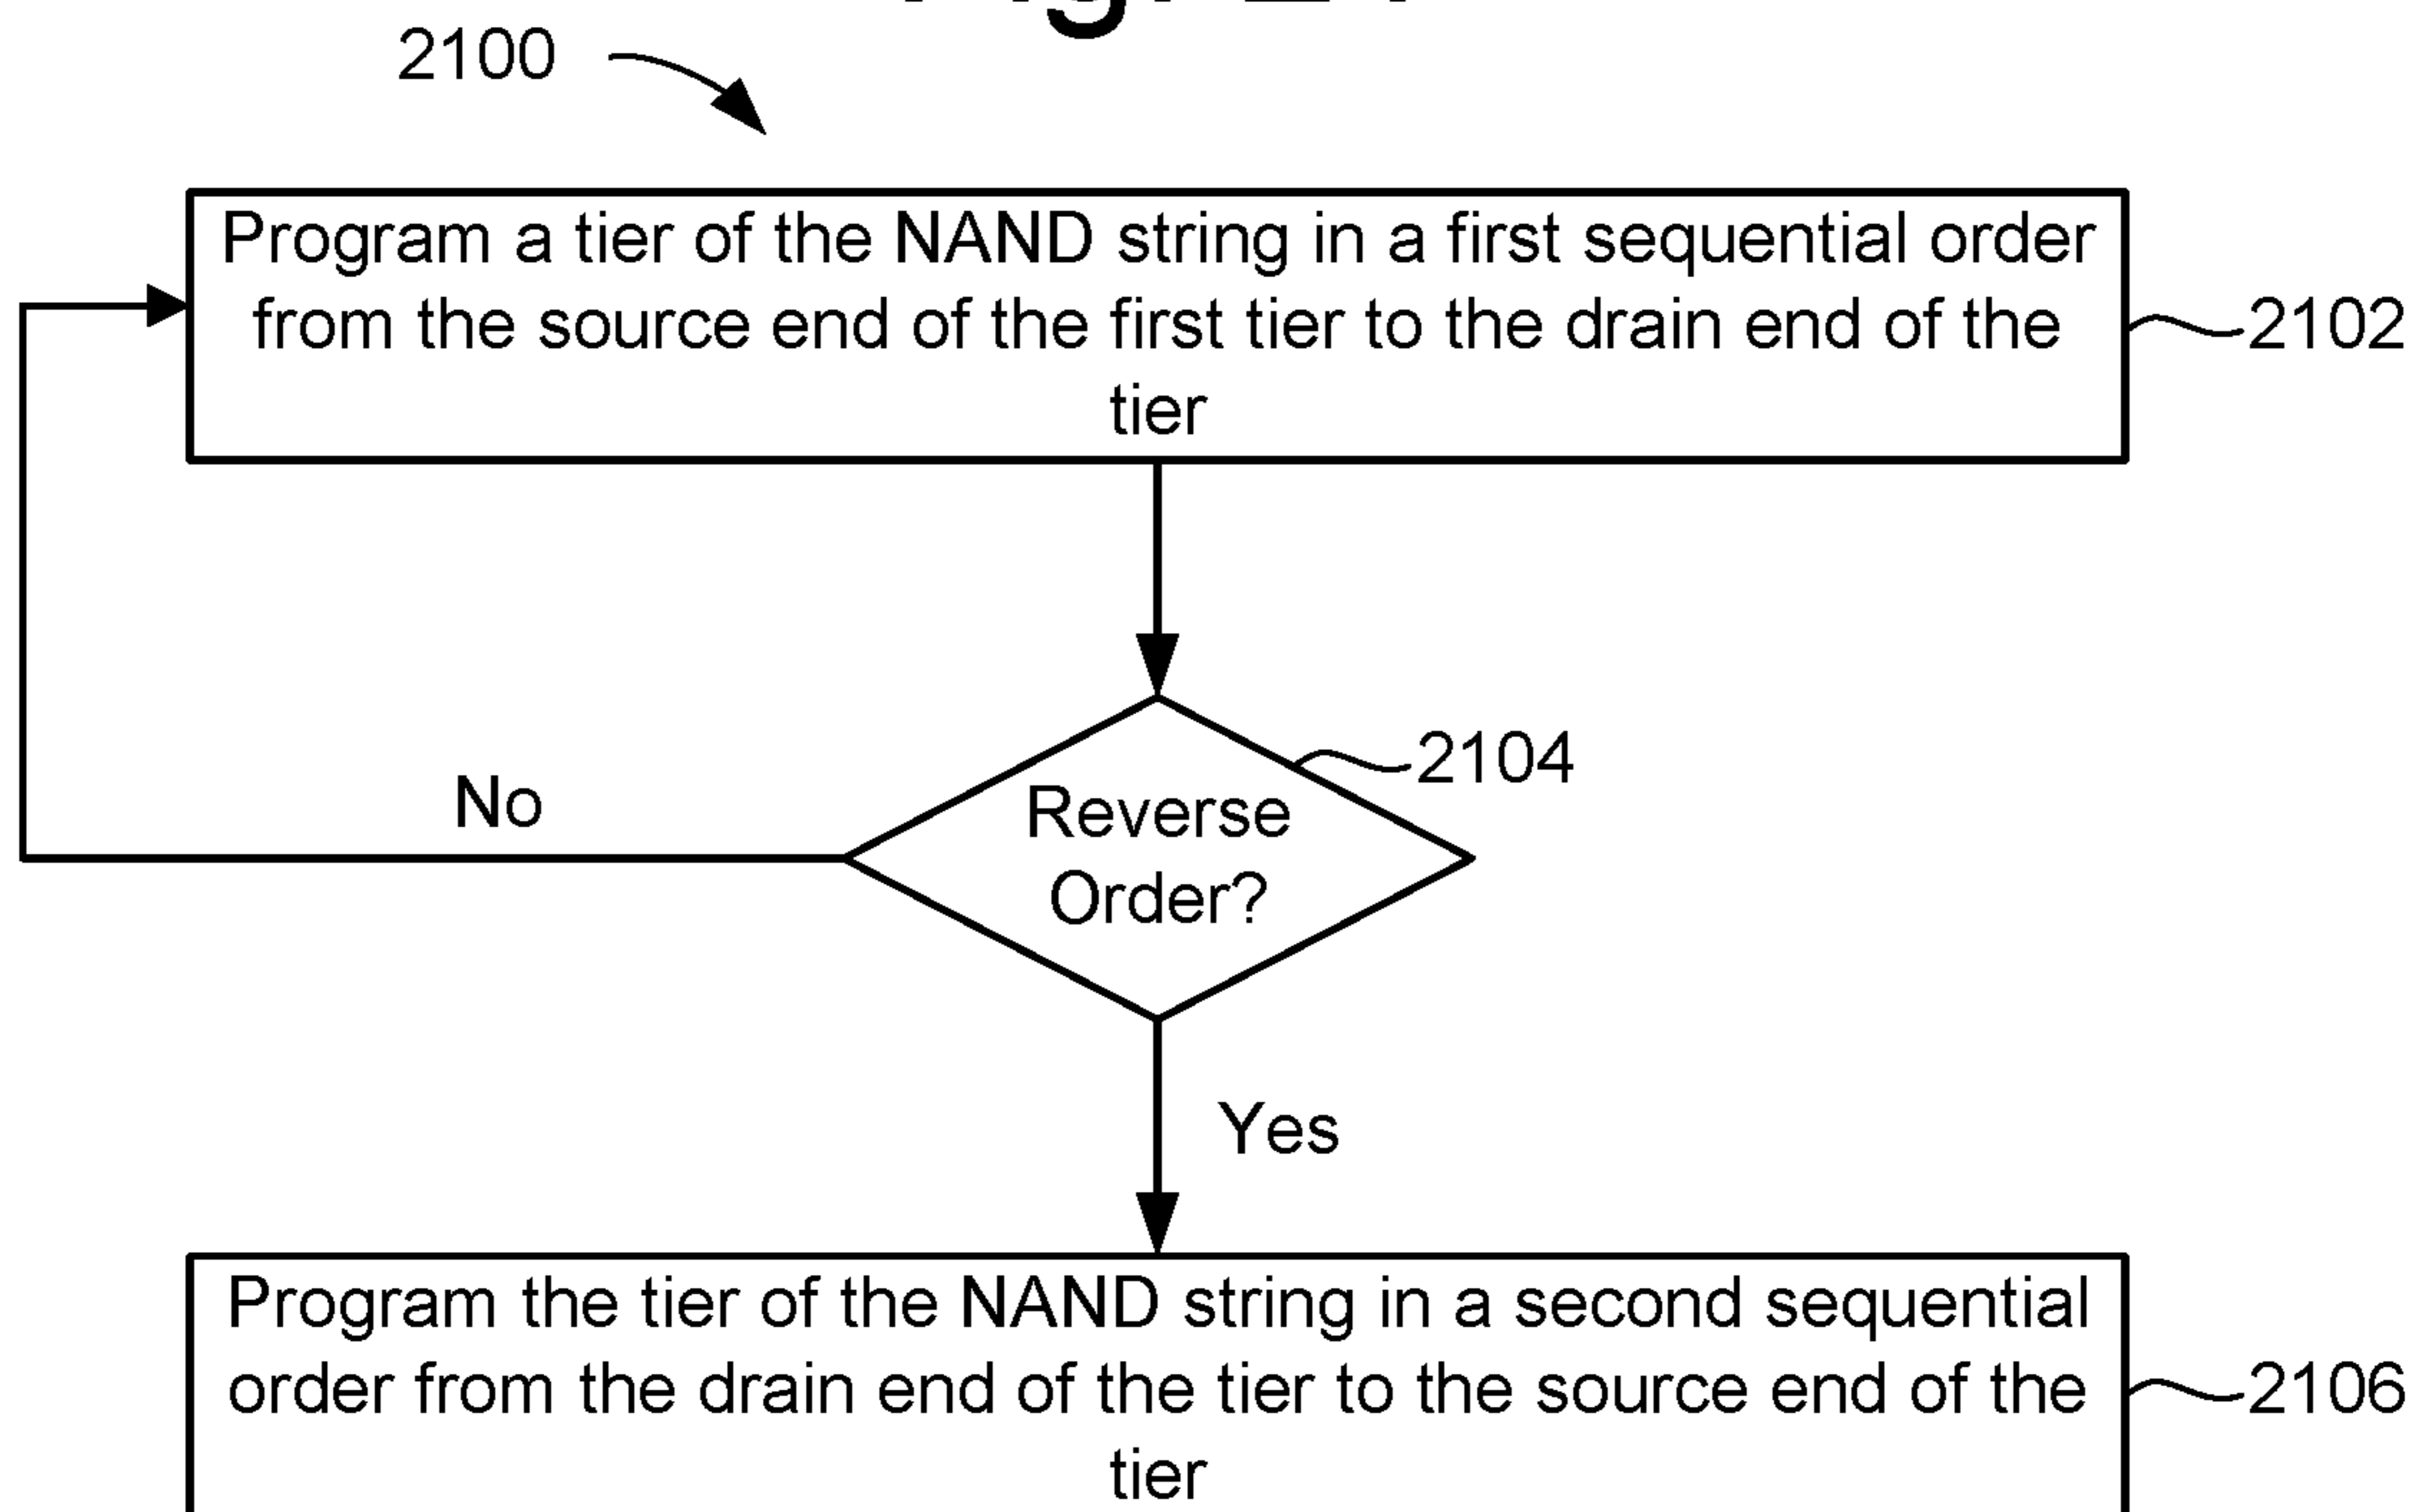 2100
Program a tier of the NAND string in a first sequential order
from the source end of the first tier to the drain end of the
tier
2102
2104
Reverse
Order?
No
Yes
Program the tier of the NAND string in a second sequential
order from the drain end of the tier to the source end of the
tier
2106